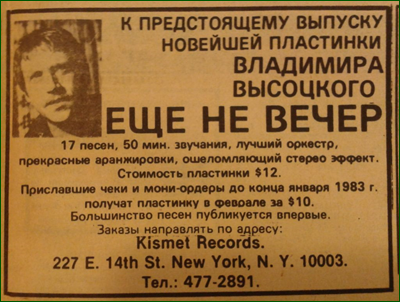 К ПРЕДСТОЯЩЕМУ ВЫПУСКУ
НОВЕЙШЕЙ ПЛАСТИНКИ
ВЛАДИМИРА
ВЫСОЦКОГО
ЕЩЕ НЕ ВЕЧЕР
17 песен, 50 мин. звучания, лучший оркестр,
прекрасные аранжировки, ошеломляющий стерео эффект.
Стоимость пластинки $12.
Приславшие чеки и мони-ордеры до конца января 1983 г.
получат пластинку в феврале за $10.
Большинство песен публикуется впервые.
Заказы направлять по адресу:
Kismet Records.
227 E. 14th St. New York, N. Y. 10003.
Тел.: 477-2891.